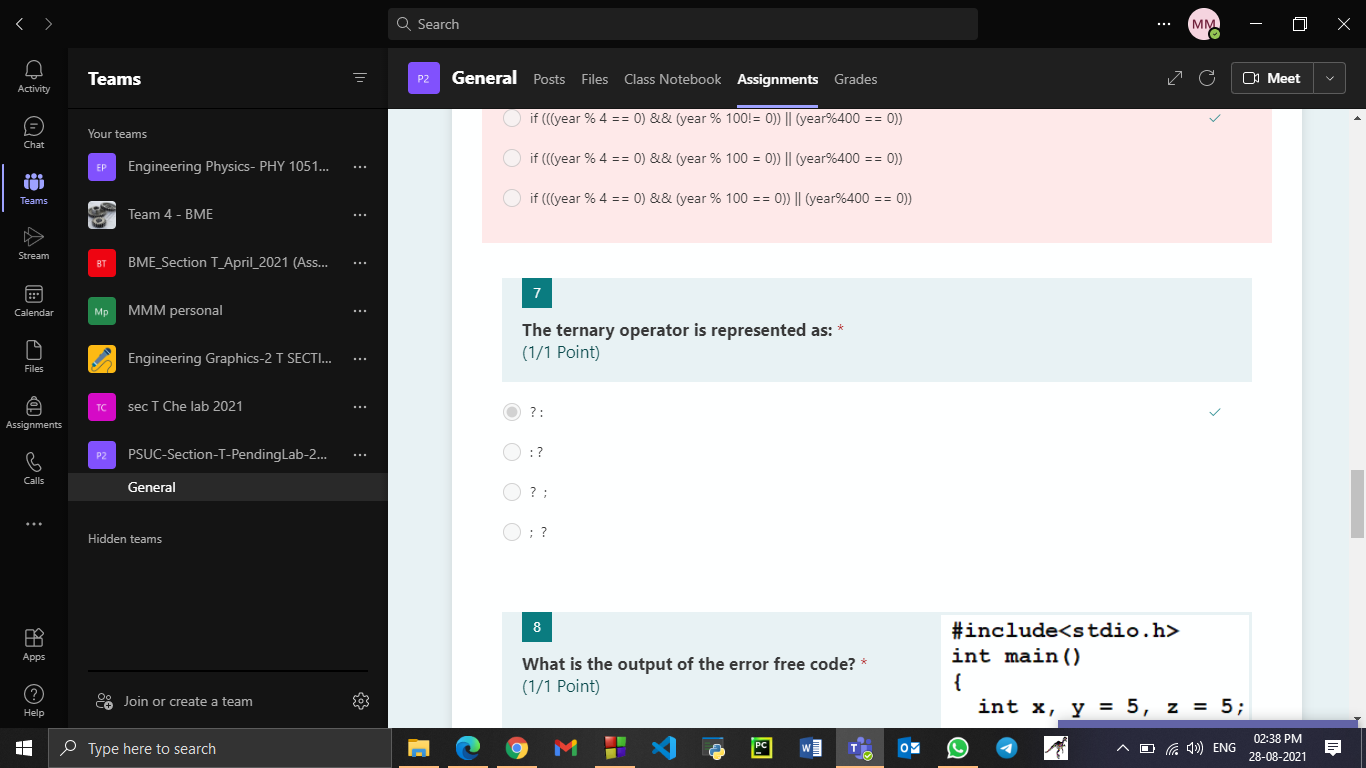 Search
MM
Activity
Chat
Teams
Stream
Calendar
Files
Assignments
Calls
Apps
Help
Teams
Your teams
EP Engineering Physics- PHY 1051...
Team 4 - BME
BT BME_Section T_April_2021 (Ass...
Mp MMM personal
Engineering Graphics-2 T SECTI...
TC sec T Che lab 2021
P2 PSUC-Section-T-PendingLab-2...
General
Hidden teams
Join or create a team
P2 General Posts Files Class Notebook Assignments Grades Meet
if (((year % 4 == 0) && (year % 100!= 0)) || (year%400 == 0))
if (((year % 4 == 0) && (year % 100 = 0)) || (year%400 == 0))
if (((year % 4 == 0) && (year % 100 == 0)) || (year%400 == 0))
7
The ternary operator is represented as: *
(1/1 Point)
? :
: ?
? ;
; ?
8
What is the output of the error free code? *
(1/1 Point)
#include<stdio.h>
int main()
{
int x, y = 5, z = 5;
Type here to search
PC
ENG
02:38 PM
28-08-2021